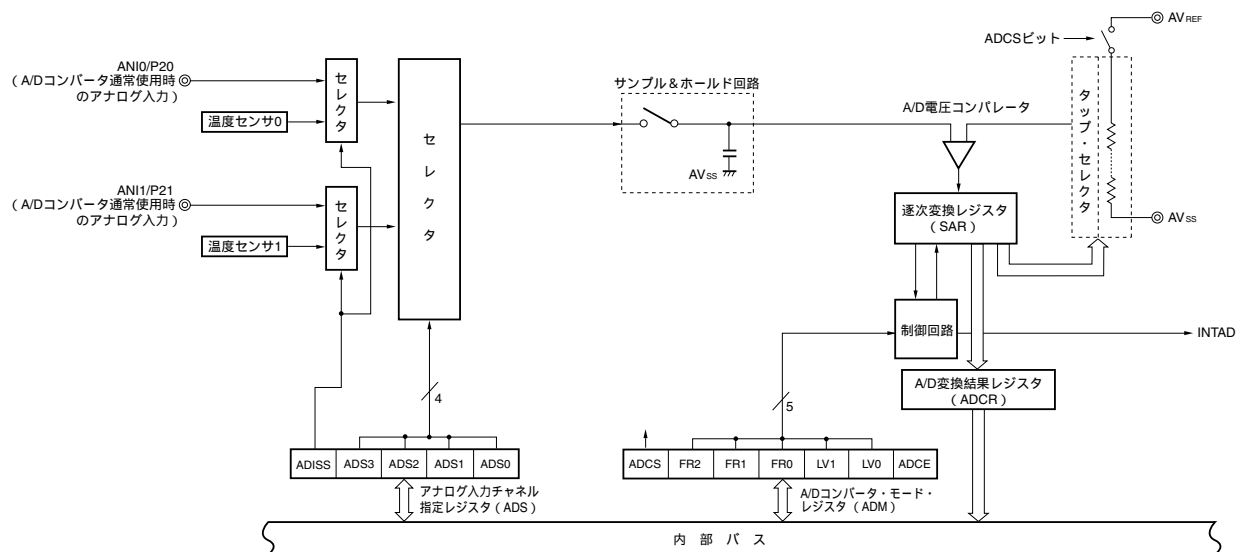 AVREF
ADCSビット
ANI0/P20
(A/Dコンバータ通常使用時
のアナログ入力)
セレクタ
温度センサ0
セレクタ
サンプル&ホールド回路
AVss
A/D電圧コンパレータ
タップ・セレクタ
AVss
ANI1/P21
(A/Dコンバータ通常使用時
のアナログ入力)
セレクタ
温度センサ1
逐次変換レジスタ
(SAR)
制御回路
INTAD
A/D変換結果レジスタ
(ADCR)
4
5
ADISS ADS3 ADS2 ADS1 ADS0
ADCS FR2 FR1 FR0 LV1 LV0 ADCE
アナログ入力チャネル
指定レジスタ(ADS)
A/Dコンバータ・モード・
レジスタ(ADM)
内部バス